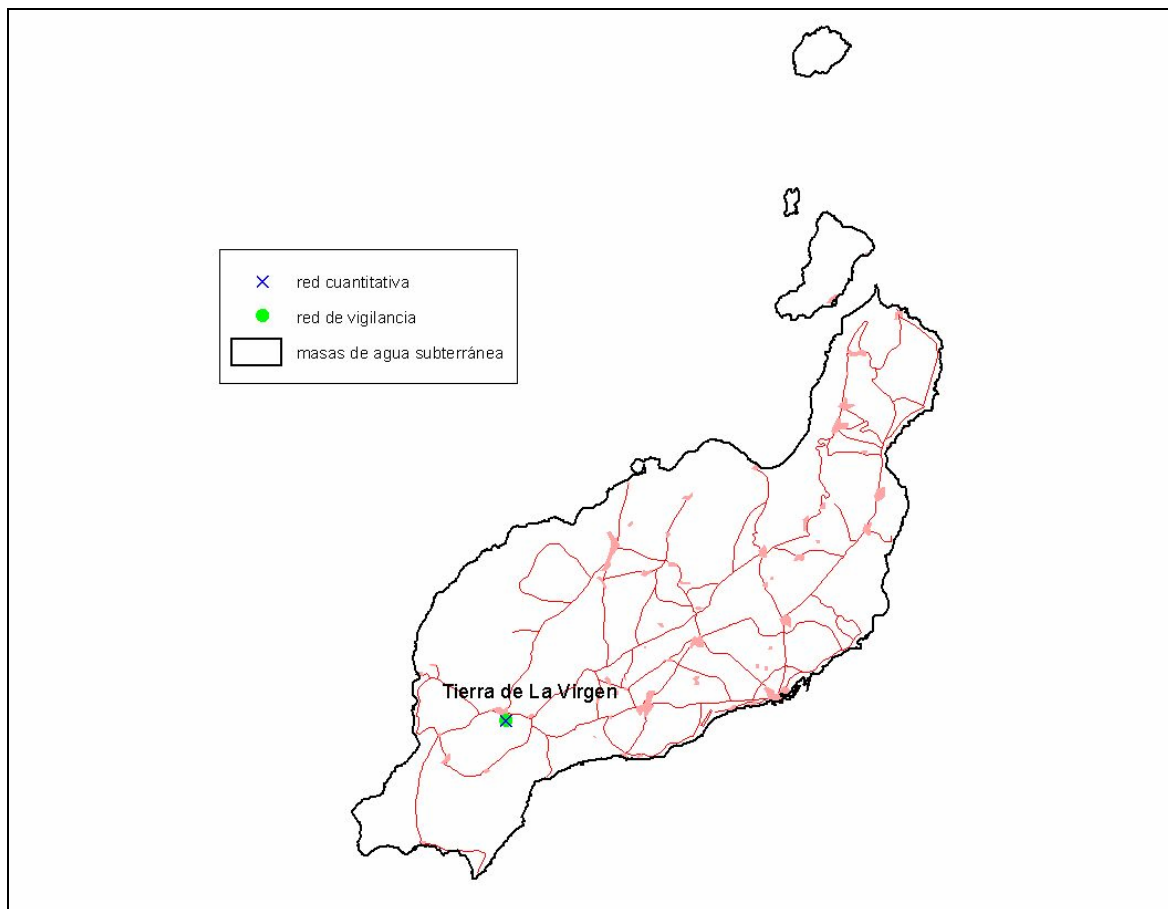 red cuantitativa
red de vigilancia
masas de agua subterránea
Tierra de La Virgen